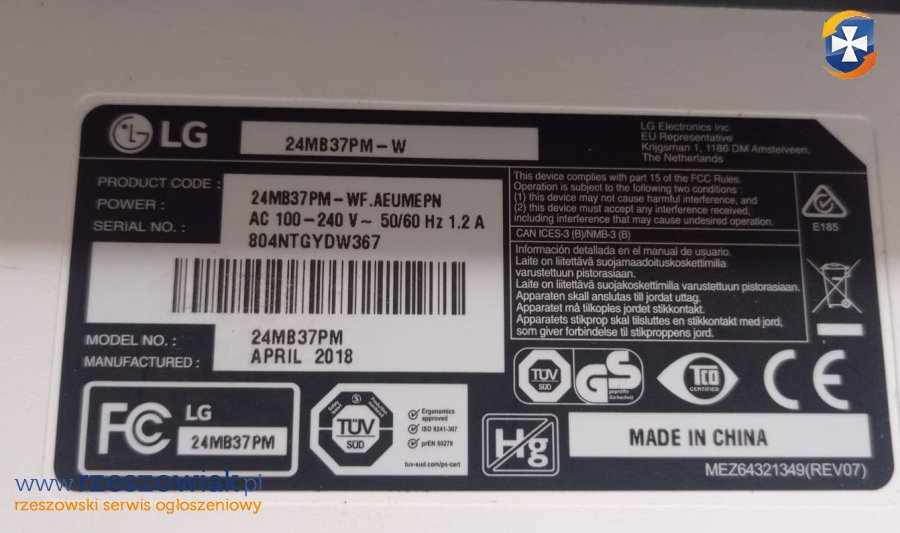 LG
24MB37PM-W
LG Electronics Inc.
EU Representative
Krijgsman 1, 1186 DM Amstelveen,
The Netherlands
PRODUCT CODE : 24MB37PM-WF.AEUMEPN
POWER : AC 100-240 V~ 50/60 Hz 1.2 A
SERIAL NO. : 804NTGYDW367
MODEL NO. : 24MB37PM
MANUFACTURED : APRIL 2018
This device complies with part 15 of the FCC Rules.
Operation is subject to the following two conditions :
(1) this device may not cause harmful interference, and
(2) this device must accept any interference received,
including interference that may cause undesired operation.
CAN ICES-3 (B)/NMB-3 (B)
Información detallada en el manual de usuario.
Laite on liitettävä suojamaadoituskoskettimilla
varustettuun pistorasiaan.
Laite on liitettävä suojakoskettimilla varustettuun pistorasiaan.
Apparaten skall anslutas till jordat uttag.
Apparatet må tilkoples jordet stikkontakt.
Apparatets stikprop skal tilsluttes en stikkontakt med jord,
som giver forbindelse til stikproppens jord.
E185
FC LG
24MB37PM
TÜV
SÜD
Ergonomics
approved
ISO 9241-307
prEN 50279
tuv-sud.com/ps-cert
TÜV
SÜD
GS
geprüfte
Sicherheit
TCO
CERTIFIED
CE
Hg
MADE IN CHINA
MEZ64321349(REV07)
www.rzeszowiak.pl
rzeszowski serwis ogłoszeniowy